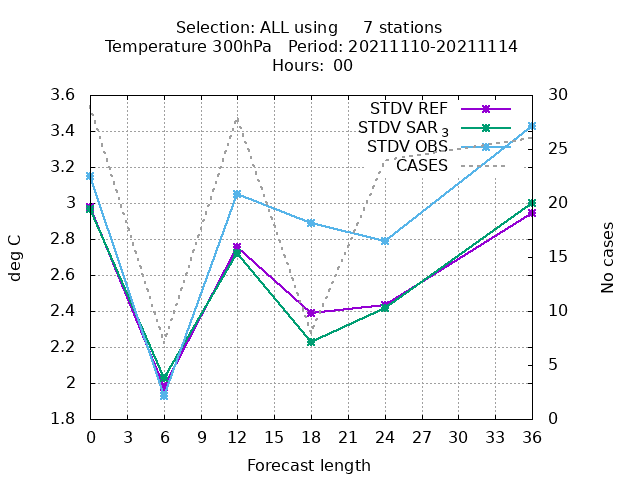 Selection: ALL using     7 stations
Temperature 300hPa   Period: 20211110-20211114
Hours:  00
3.6
3.4
3.2
3
2.8
2.6
2.4
2.2
2
1.8
deg C
STDV REF
STDV SAR 3
STDV OBS
CASES
30
25
20
15
10
5
0
No cases
0 3 6 9 12 15 18 21 24 27 30 33 36
Forecast length